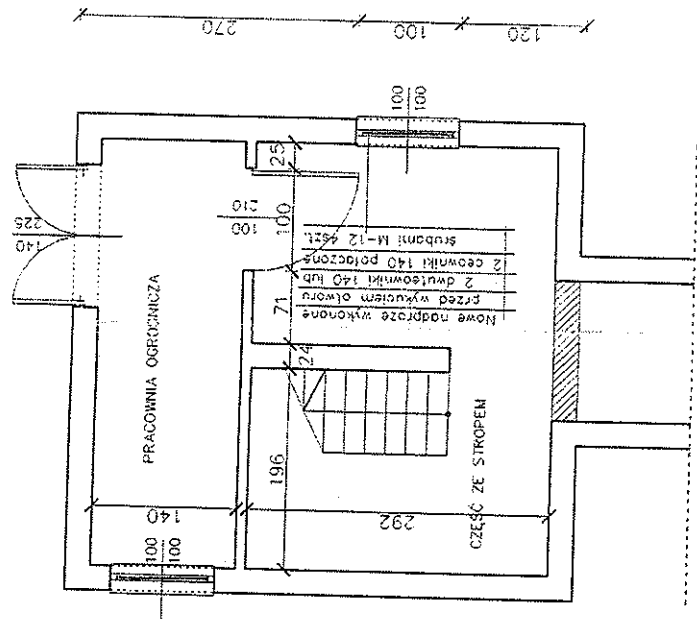 270
100
120
225
140
100
100
25
210
100
100
PRACOWNIA OGRODNICZA
Nowe nadproże wykonane
przed wykuciem otworu
2 dwuteowniki 140 lub
2 ceowniki 140 połączone
śrubami M-12 4szt.
71
24
196
140
292
CZĘŚĆ ZE STROPEM
100
100